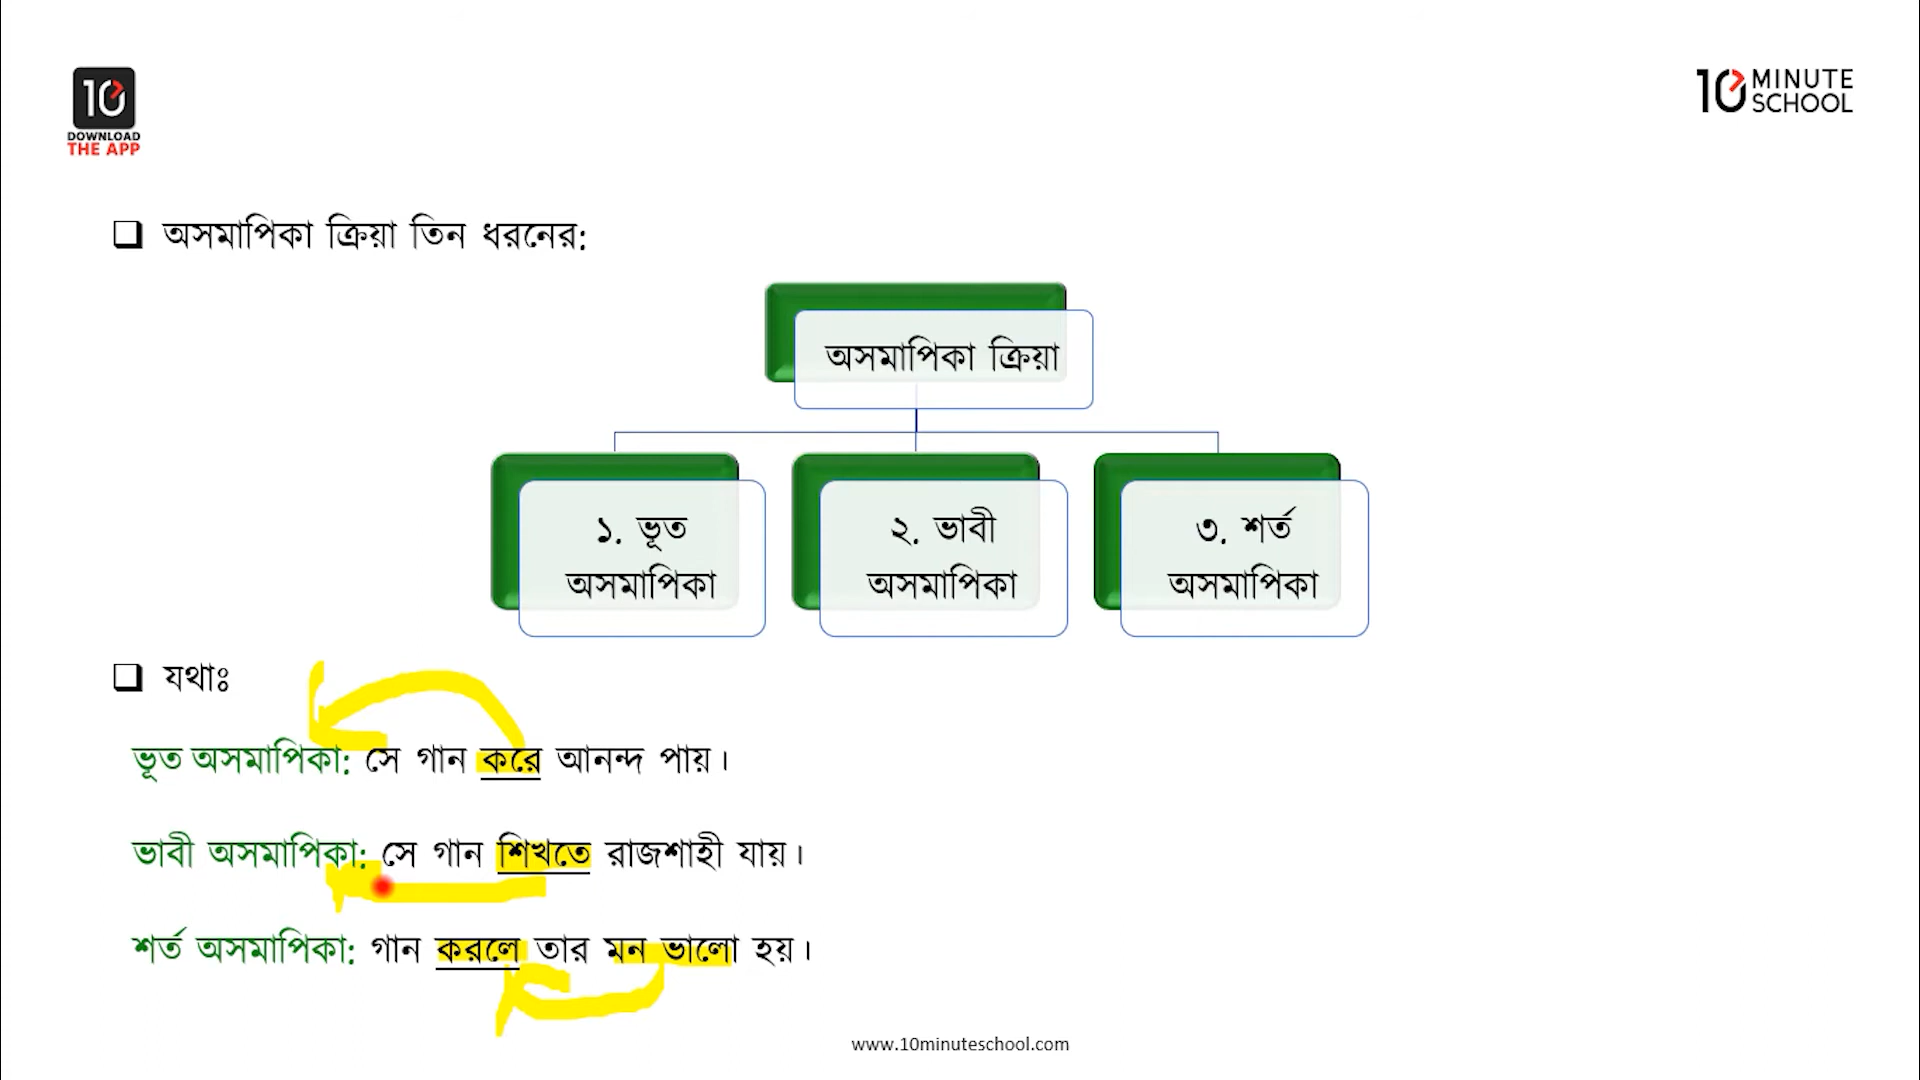 10
DOWNLOAD
THE APP
10 MINUTE
SCHOOL
অসমাপিকা ক্রিয়া তিন ধরনের:
অসমাপিকা ক্রিয়া
১. ভূত
অসমাপিকা
২. ভাবী
অসমাপিকা
৩. শর্ত
অসমাপিকা
যথাঃ
ভূত অসমাপিকা: সে গান করে আনন্দ পায়।
ভাবী অসমাপিকা: সে গান শিখতে রাজশাহী যায়।
শর্ত অসমাপিকা: গান করলে তার মন ভালো হয়।
www.10minuteschool.com